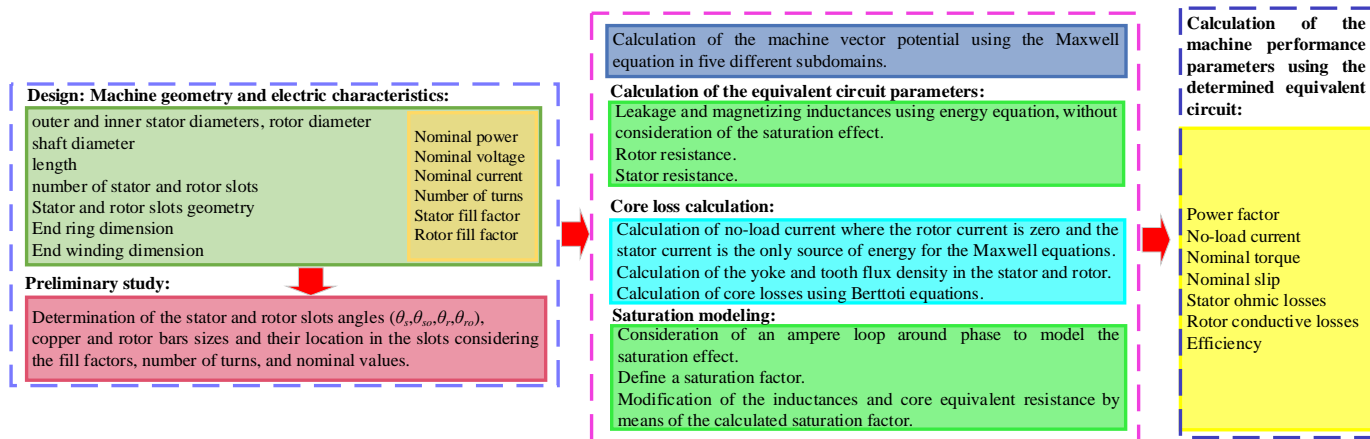 Design: Machine geometry and electric characteristics:
outer and inner stator diameters, rotor diameter
shaft diameter
length
number of stator and rotor slots
Stator and rotor slots geometry
End ring dimension
End winding dimension
Nominal power
Nominal voltage
Nominal current
Number of turns
Stator fill factor
Rotor fill factor
Preliminary study:
Determination of the stator and rotor slots angles (θs,θso,θr,θro),
copper and rotor bars sizes and their location in the slots considering
the fill factors, number of turns, and nominal values.
Calculation of the machine vector potential using the Maxwell
equation in five different subdomains.
Calculation of the equivalent circuit parameters:
Leakage and magnetizing inductances using energy equation, without
consideration of the saturation effect.
Rotor resistance.
Stator resistance.
Core loss calculation:
Calculation of no-load current where the rotor current is zero and the
stator current is the only source of energy for the Maxwell equations.
Calculation of the yoke and tooth flux density in the stator and rotor.
Calculation of core losses using Berttoti equations.
Saturation modeling:
Consideration of an ampere loop around phase to model the
saturation effect.
Define a saturation factor.
Modification of the inductances and core equivalent resistance by
means of the calculated saturation factor.
Calculation of the
machine performance
parameters using the
determined equivalent
circuit:
Power factor
No-load current
Nominal torque
Nominal slip
Stator ohmic losses
Rotor conductive losses
Efficiency